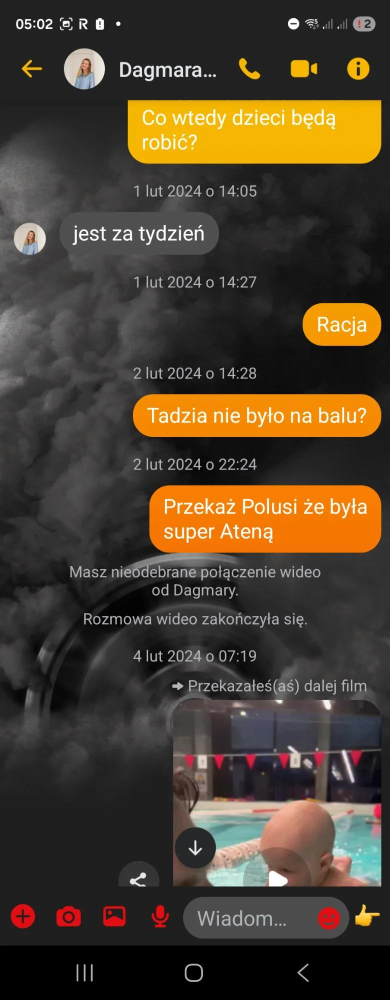 05:02 R 5 ! 2
Dagmara...
Co wtedy dzieci będą
robić?
1 lut 2024 o 14:05
jest za tydzień
1 lut 2024 o 14:27
Racja
2 lut 2024 o 14:28
Tadzia nie było na balu?
2 lut 2024 o 22:24
Przekaż Polusi że była
super Ateną
Masz nieodebrane połączenie wideo
od Dagmary.
Rozmowa wideo zakończyła się.
4 lut 2024 o 07:19
Przekazałeś(aś) dalej film
Wiadom...